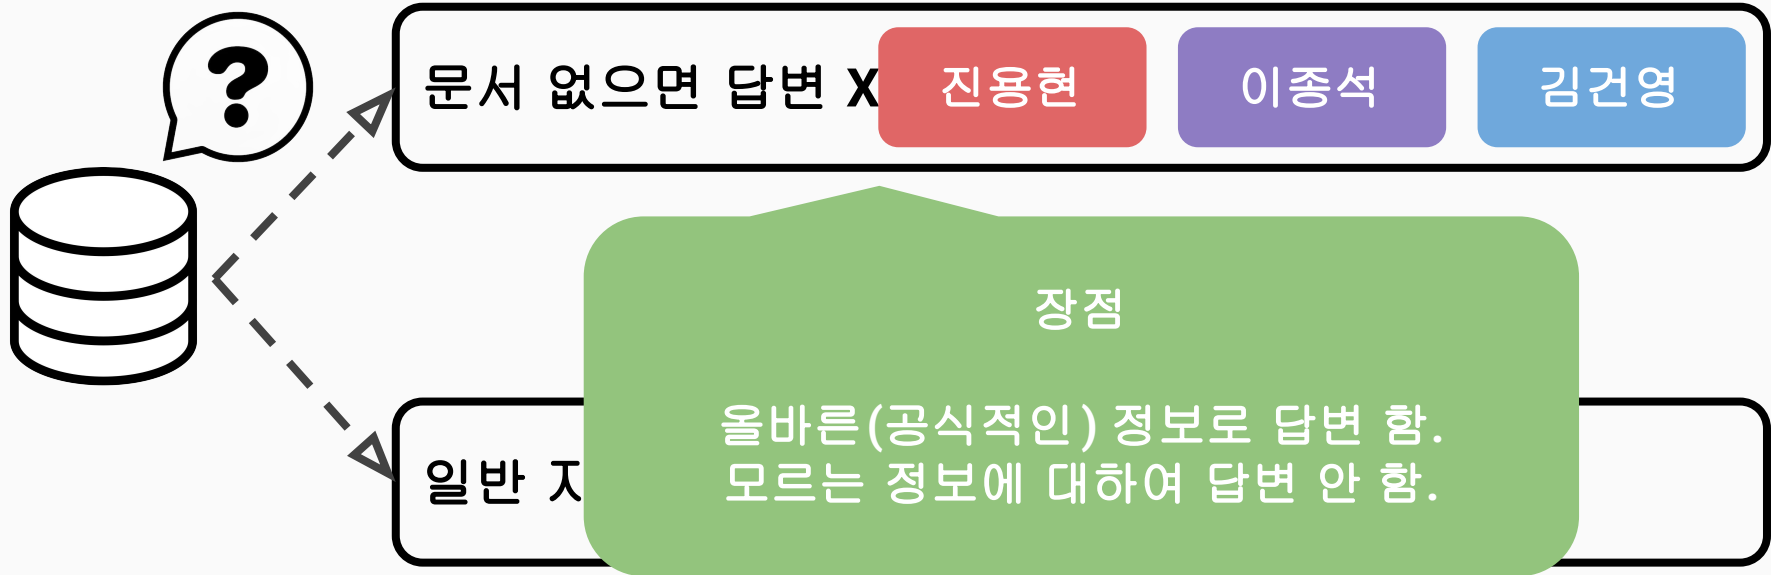 ?
문서 없으면 답변 X 진용현 이종석 김건영
장점
올바른(공식적인) 정보로 답변 함.
모르는 정보에 대하여 답변 안 함.
일반